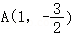 A(1, -3/2)